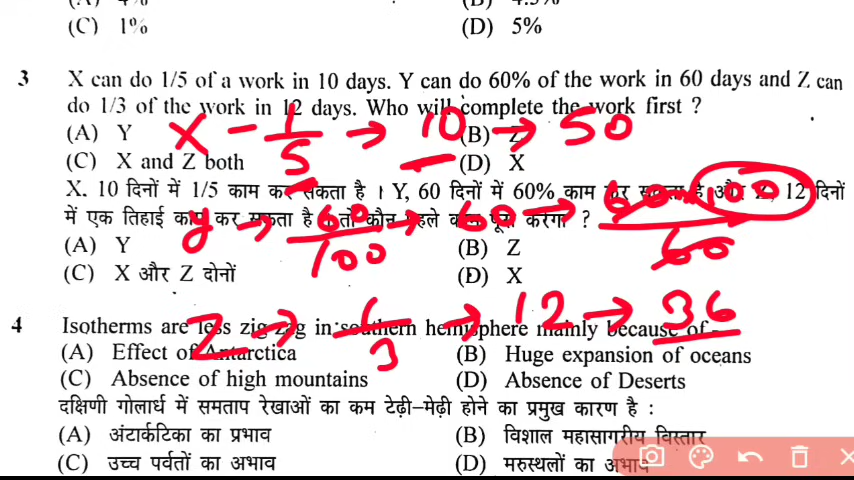 (C) 1%
(D) 5%
3 X can do 1/5 of a work in 10 days. Y can do 60% of the work in 60 days and Z can
do 1/3 of the work in 12 days. Who will complete the work first ?
(A) Y
(B) Z
(C) X and Z both
(D) X
X – 1/5 → 10 → 50
X, 10 दिनों में 1/5 काम कर सकता है । Y, 60 दिनों में 60% काम कर सकता है और Z, 12 दिनों
में एक तिहाई काम कर सकता है तो कौन पहले काम पूरा करेगा ?
y → 60/100 → 60 → 60 × 100/60
(A) Y
(B) Z
(C) X और Z दोनों
(D) X
Z → 1/3 → 12 → 36
4 Isotherms are less zig-zag in southern hemisphere mainly because of -
(A) Effect of Antarctica
(B) Huge expansion of oceans
(C) Absence of high mountains
(D) Absence of Deserts
दक्षिणी गोलार्ध में समताप रेखाओं का कम टेढ़ी-मेढ़ी होने का प्रमुख कारण है :
(A) अंटार्कटिका का प्रभाव
(B) विशाल महासागरीय विस्तार
(C) उच्च पर्वतों का अभाव
(D) मरुस्थलों का अभाव